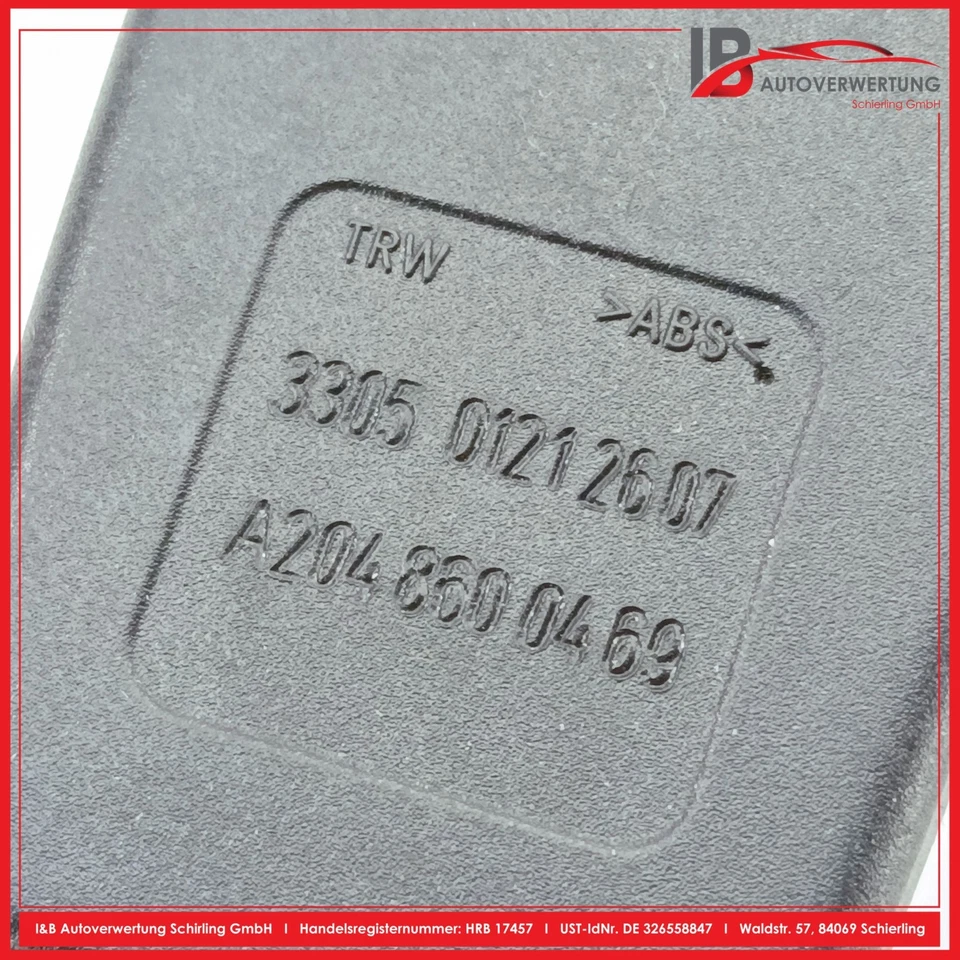 I&B
AUTOVERWERTUNG
Schierling GmbH
TRW
>ABS<
3305 0121 26 07
A 204 860 04 69
I&B Autoverwertung Schirling GmbH I Handelsregisternummer: HRB 17457 I UST-IdNr. DE 326558847 I Waldstr. 57, 84069 Schierling